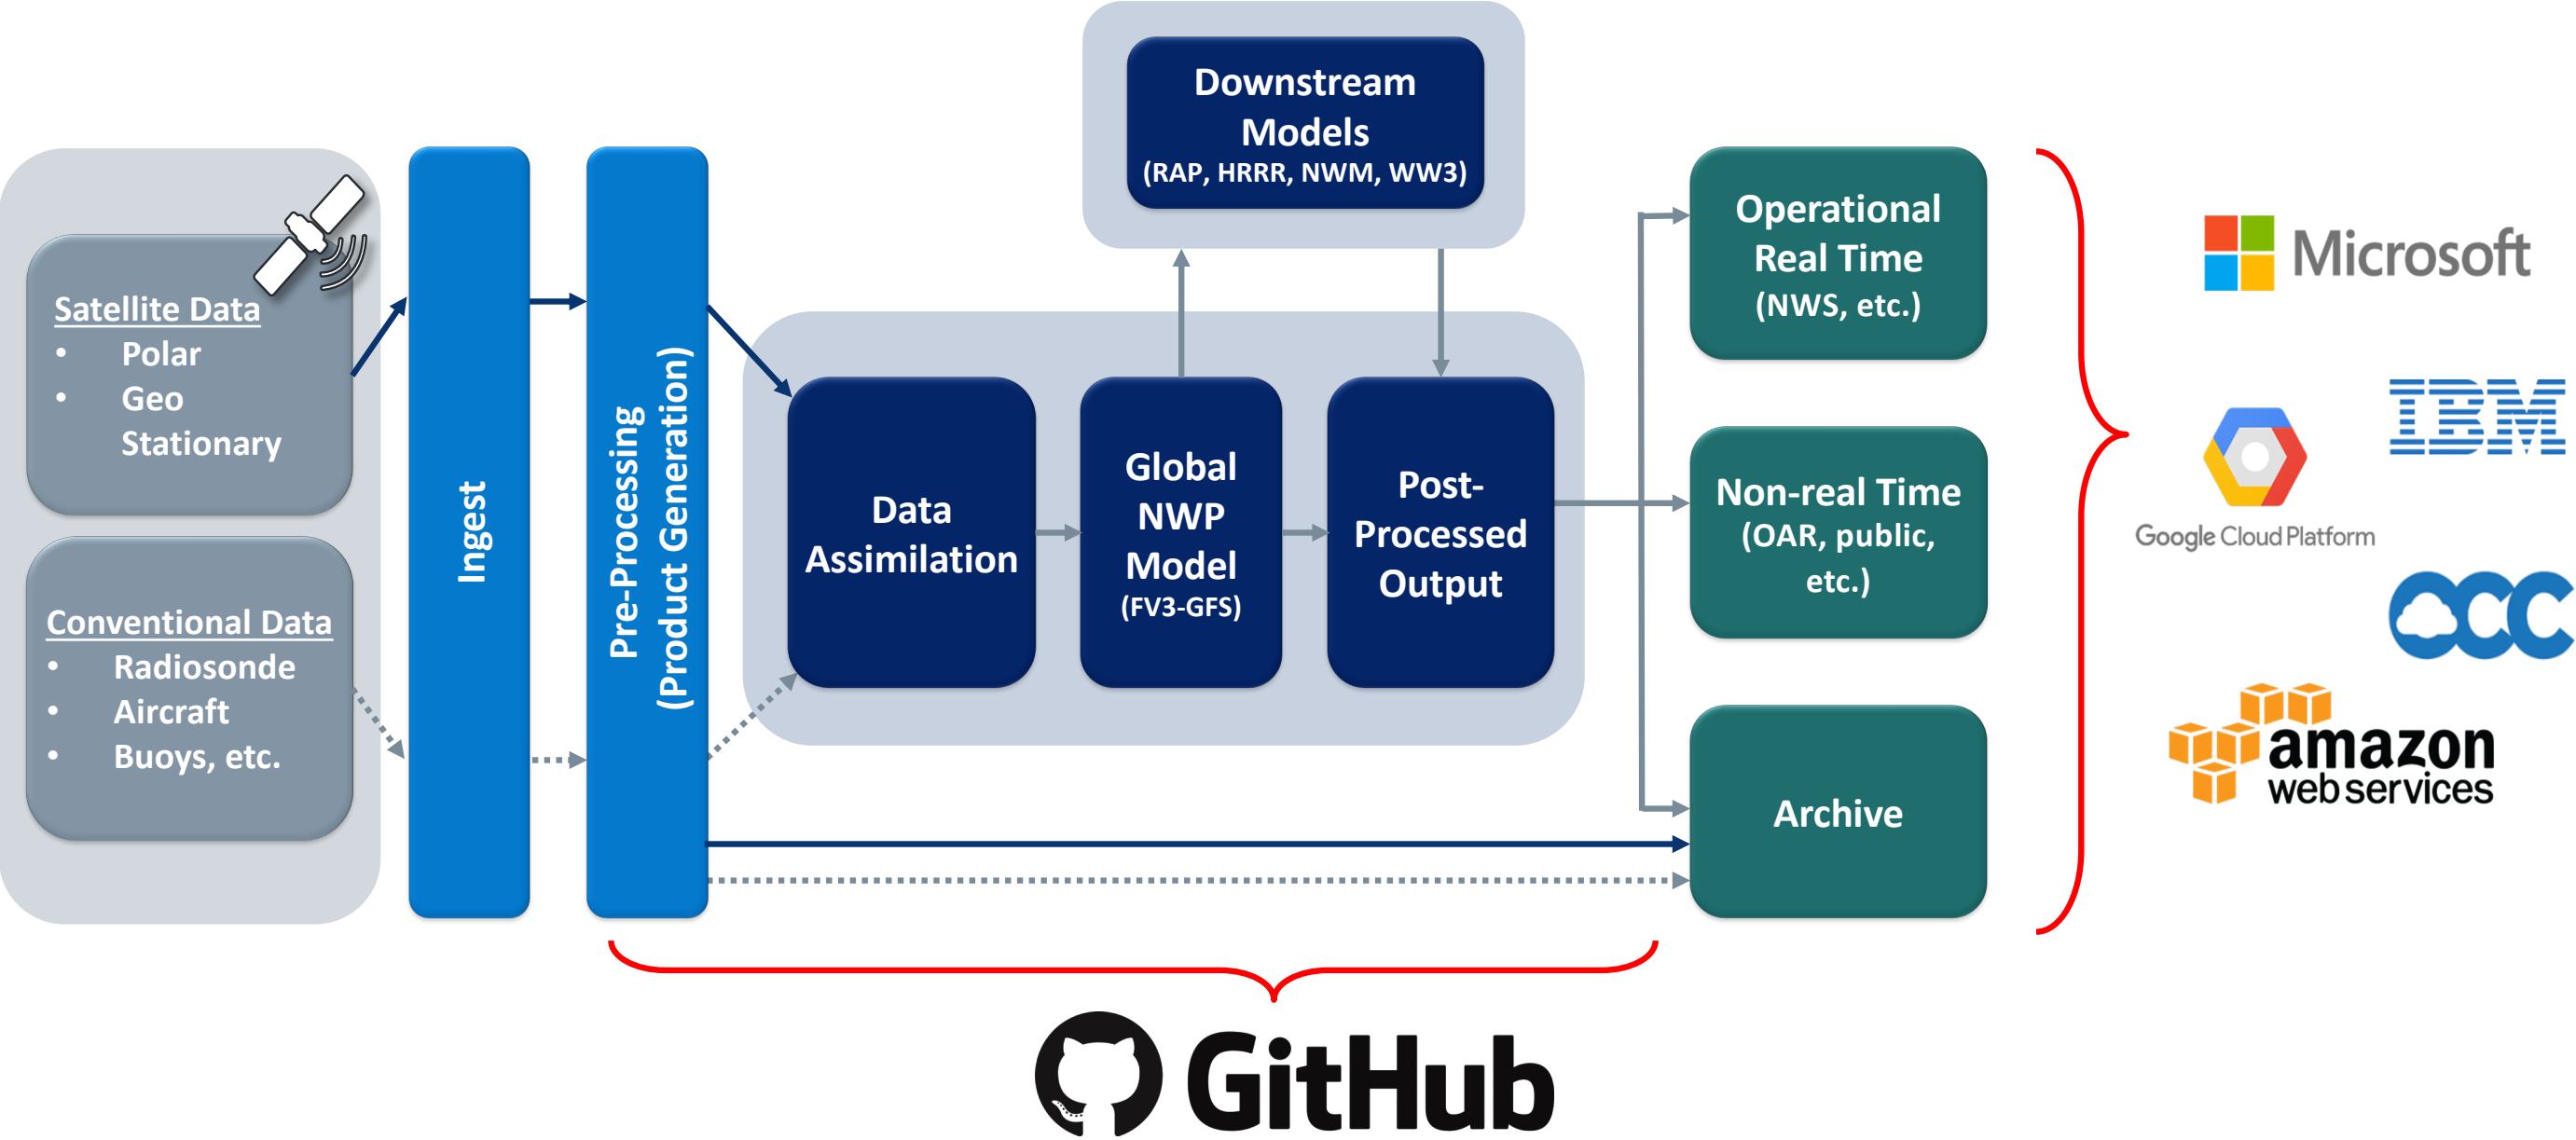 Satellite Data
• Polar
• Geo
Stationary
Conventional Data
• Radiosonde
• Aircraft
• Buoys, etc.
Ingest
Pre-Processing
(Product Generation)
Downstream
Models
(RAP, HRRR, NWM, WW3)
Data
Assimilation
Global
NWP
Model
(FV3-GFS)
Post-
Processed
Output
Operational
Real Time
(NWS, etc.)
Non-real Time
(OAR, public,
etc.)
Archive
Microsoft
IBM
Google Cloud Platform
OCC
amazon
web services
GitHub